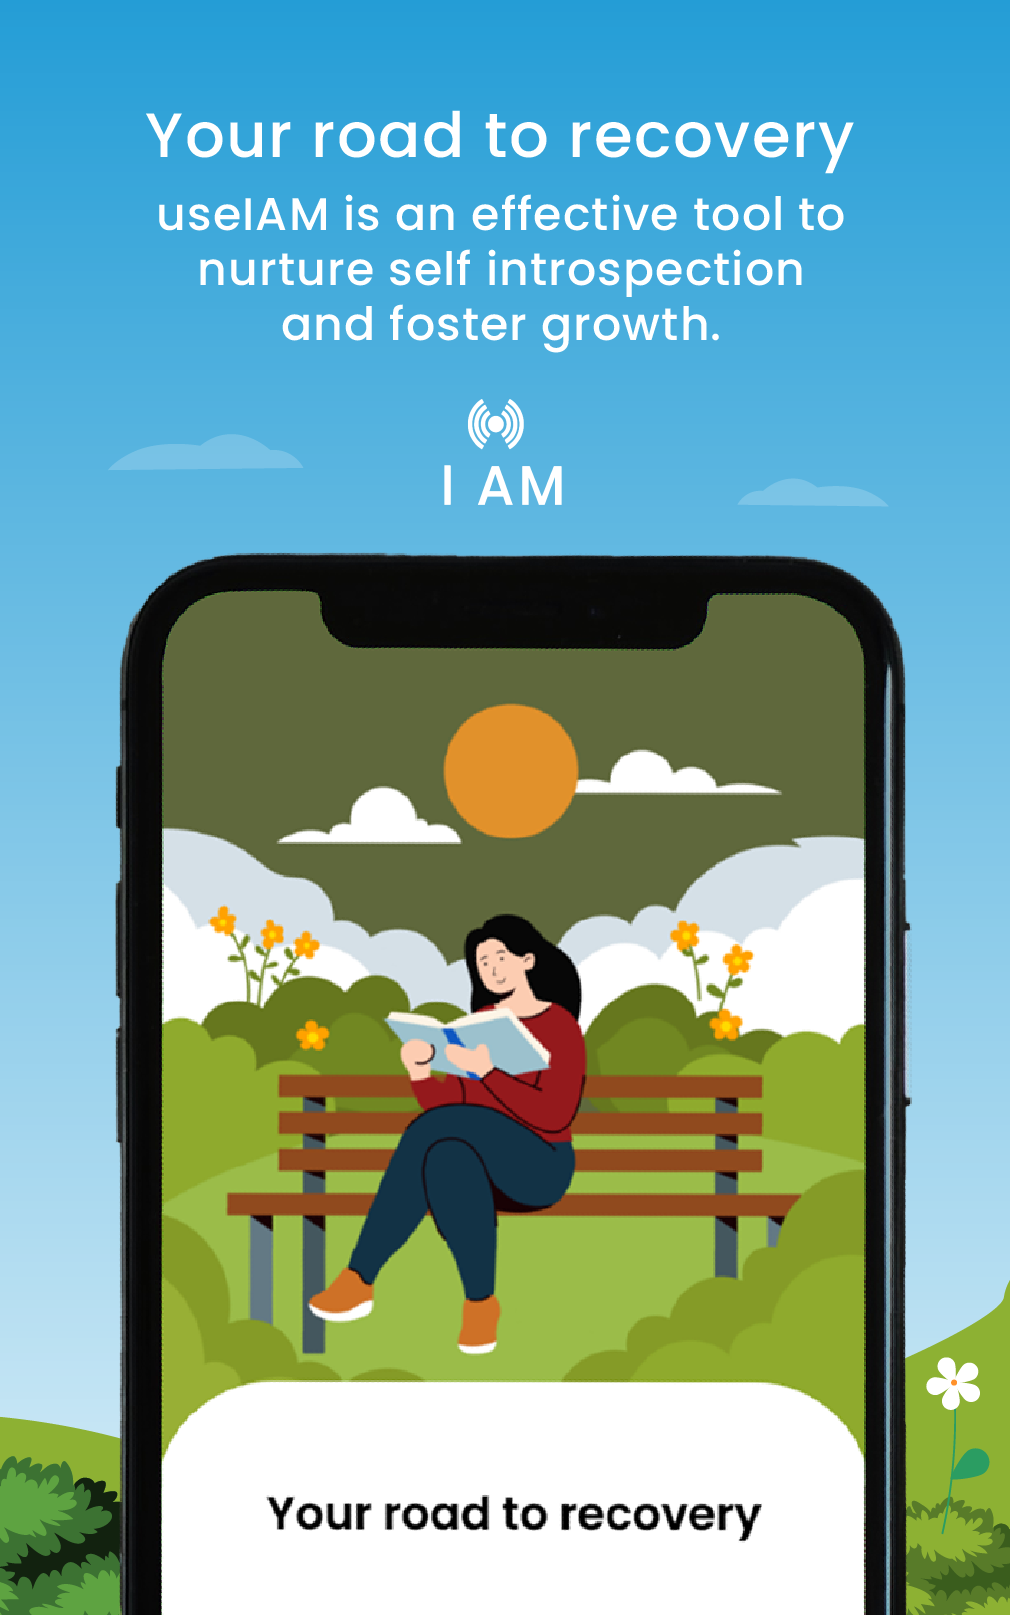 Your road to recovery
useIAM is an effective tool to
nurture self introspection
and foster growth.
I AM
Your road to recovery